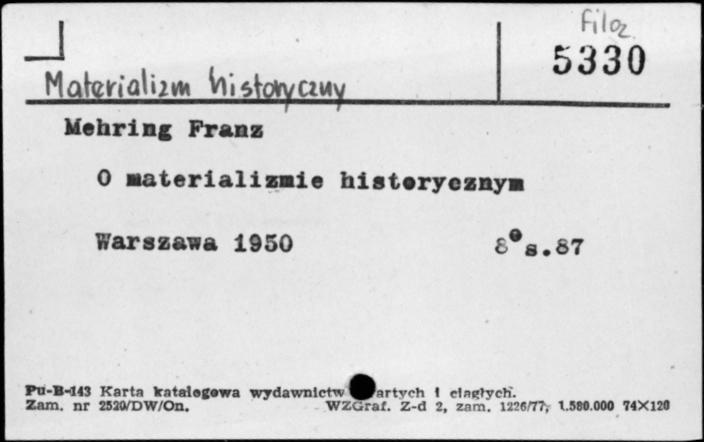 Filoz
5330
Materializm historyczny
Mehring Franz
O materializmie historycznym
Warszawa 1950 8° s.87
Pu-B-143 Karta katalogowa wydawnictw artych i ciągłych.
Zam. nr 2520/DW/On. WZGraf. Z-d 2, zam. 1226/77, 1.580.000 74X120